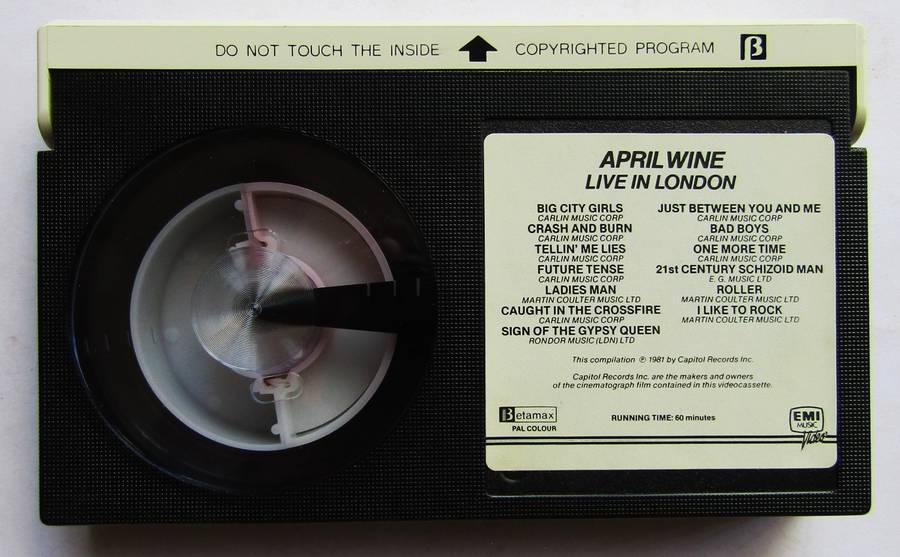 DO NOT TOUCH THE INSIDE COPYRIGHTED PROGRAM β
APRIL WINE
LIVE IN LONDON
BIG CITY GIRLS
CARLIN MUSIC CORP
CRASH AND BURN
CARLIN MUSIC CORP
TELLIN' ME LIES
CARLIN MUSIC CORP
FUTURE TENSE
CARLIN MUSIC CORP
LADIES MAN
MARTIN COULTER MUSIC LTD
CAUGHT IN THE CROSSFIRE
CARLIN MUSIC CORP
SIGN OF THE GYPSY QUEEN
RONDOR MUSIC (LDN) LTD
JUST BETWEEN YOU AND ME
CARLIN MUSIC CORP
BAD BOYS
CARLIN MUSIC CORP
ONE MORE TIME
CARLIN MUSIC CORP
21st CENTURY SCHIZOID MAN
E. G. MUSIC LTD
ROLLER
MARTIN COULTER MUSIC LTD
I LIKE TO ROCK
MARTIN COULTER MUSIC LTD
This compilation ℗ 1981 by Capitol Records Inc.
Capitol Records Inc. are the makers and owners
of the cinematograph film contained in this videocassette.
Betamax
PAL COLOUR
RUNNING TIME: 60 minutes
EMI
MUSIC
Video